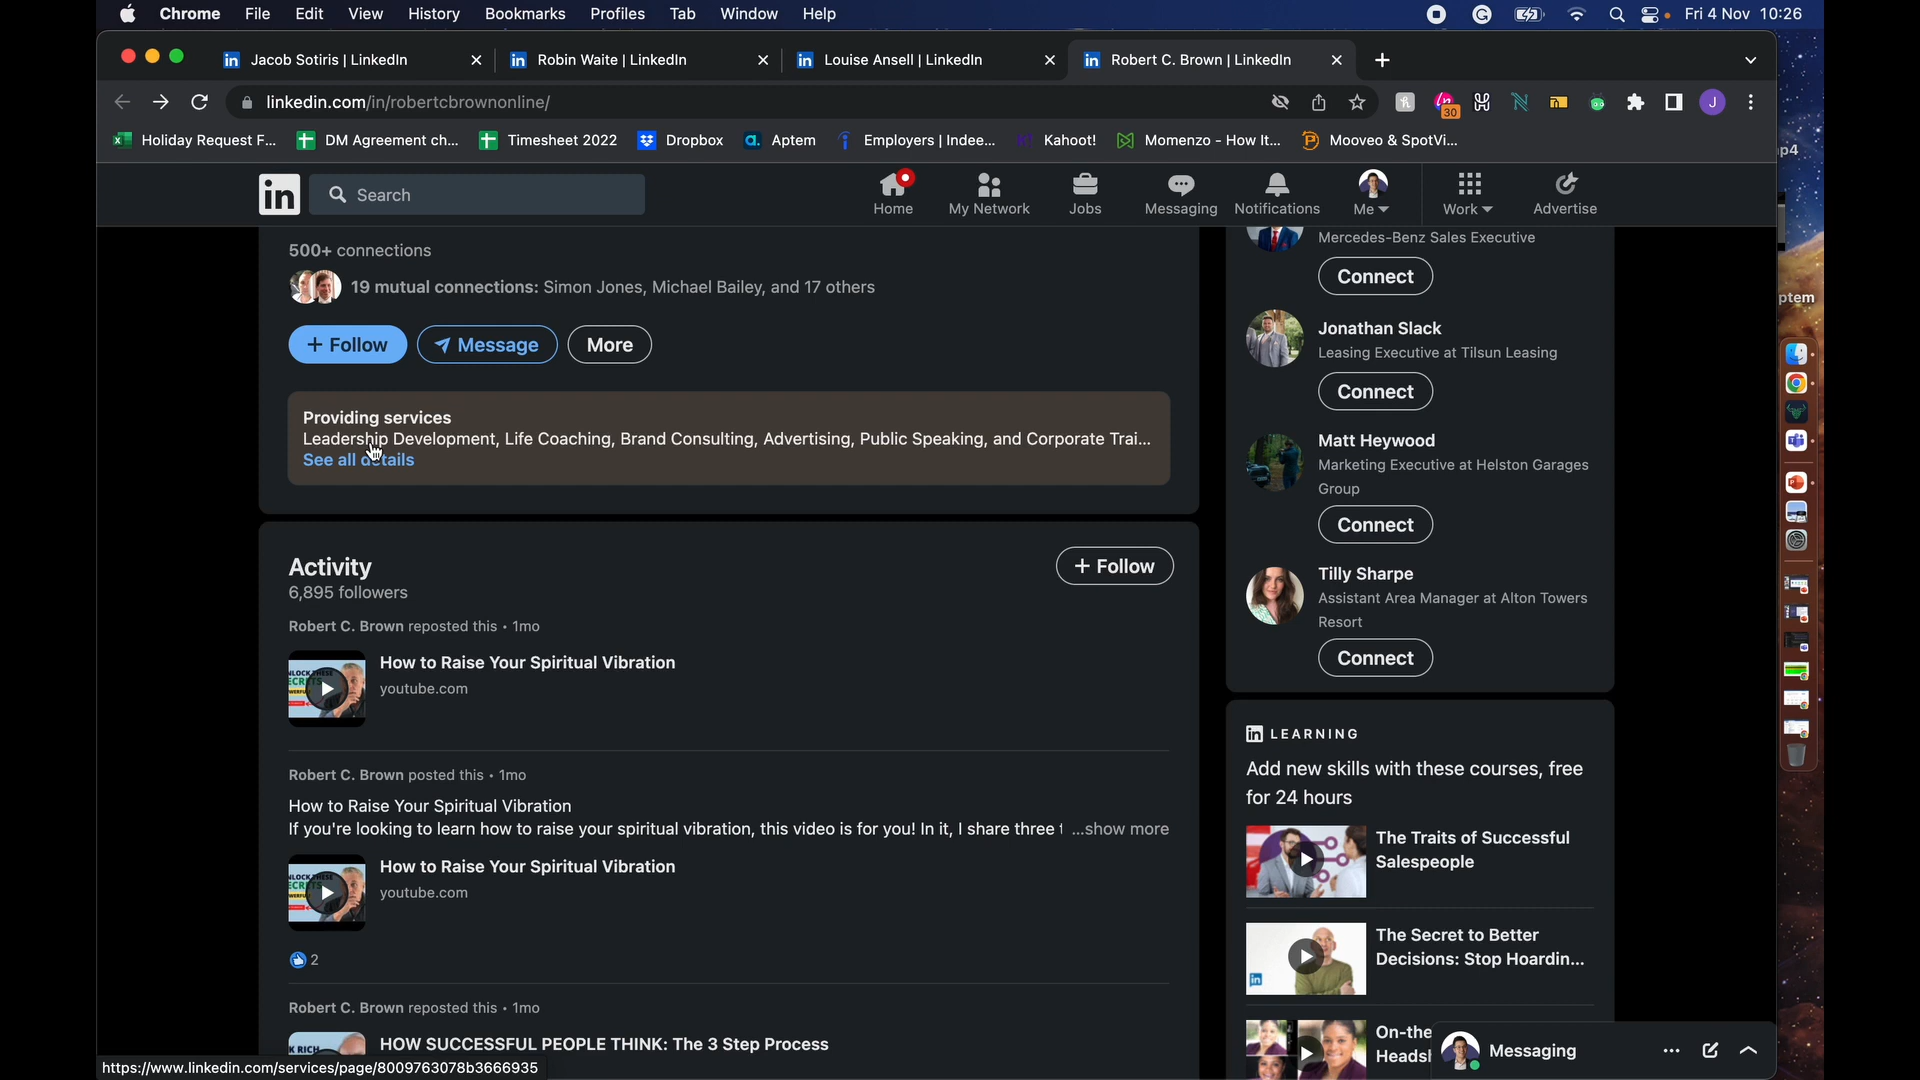 Chrome File Edit View History Bookmarks Profiles Tab Window Help Fri 4 Nov 10:26
Jacob Sotiris | LinkedIn
Robin Waite | LinkedIn
Louise Ansell | LinkedIn
Robert C. Brown | LinkedIn
linkedin.com/in/robertcbrownonline/
30
J
Holiday Request F...
DM Agreement ch...
Timesheet 2022
Dropbox
Aptem
Employers | Indee...
Kahoot!
Momenzo - How It...
Mooveo & SpotVi...
p4
ptem
in
Search
Home
My Network
Jobs
Messaging
Notifications
Me
Work
Advertise
500+ connections
19 mutual connections: Simon Jones, Michael Bailey, and 17 others
+ Follow
Message
More
Providing services
Leadership Development, Life Coaching, Brand Consulting, Advertising, Public Speaking, and Corporate Trai...
See all details
Activity
6,895 followers
+ Follow
Robert C. Brown reposted this • 1mo
How to Raise Your Spiritual Vibration
youtube.com
Robert C. Brown posted this • 1mo
How to Raise Your Spiritual Vibration
If you're looking to learn how to raise your spiritual vibration, this video is for you! In it, I share three t ...show more
How to Raise Your Spiritual Vibration
youtube.com
2
Robert C. Brown reposted this • 1mo
HOW SUCCESSFUL PEOPLE THINK: The 3 Step Process
https://www.linkedin.com/services/page/8009763078b3666935
Mercedes-Benz Sales Executive
Connect
Jonathan Slack
Leasing Executive at Tilsun Leasing
Connect
Matt Heywood
Marketing Executive at Helston Garages
Group
Connect
Tilly Sharpe
Assistant Area Manager at Alton Towers
Resort
Connect
in LEARNING
Add new skills with these courses, free
for 24 hours
The Traits of Successful
Salespeople
The Secret to Better
Decisions: Stop Hoardin...
On-the
Headsh
Messaging